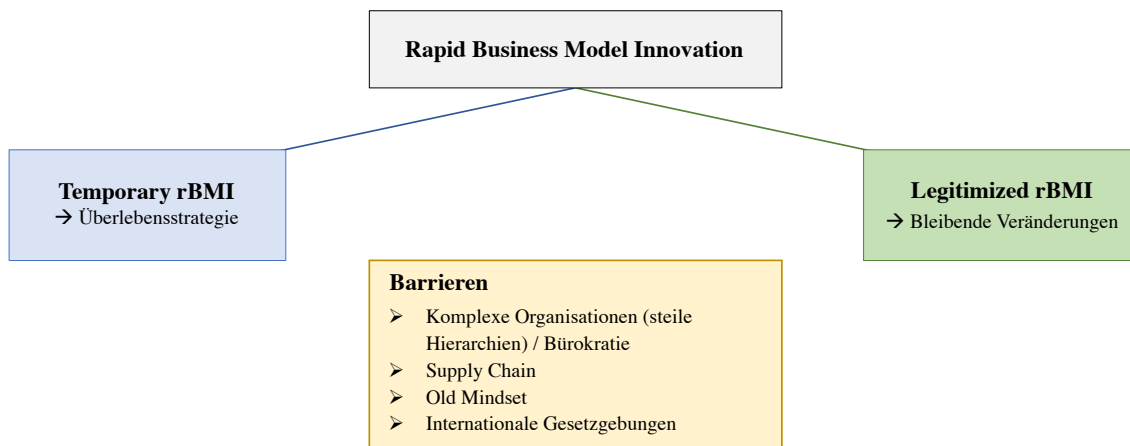 Rapid Business Model Innovation
Temporary rBMI
→ Überlebensstrategie
Legitimized rBMI
→ Bleibende Veränderungen
Barrieren
➢ Komplexe Organisationen (steile
Hierarchien) / Bürokratie
➢ Supply Chain
➢ Old Mindset
➢ Internationale Gesetzgebungen